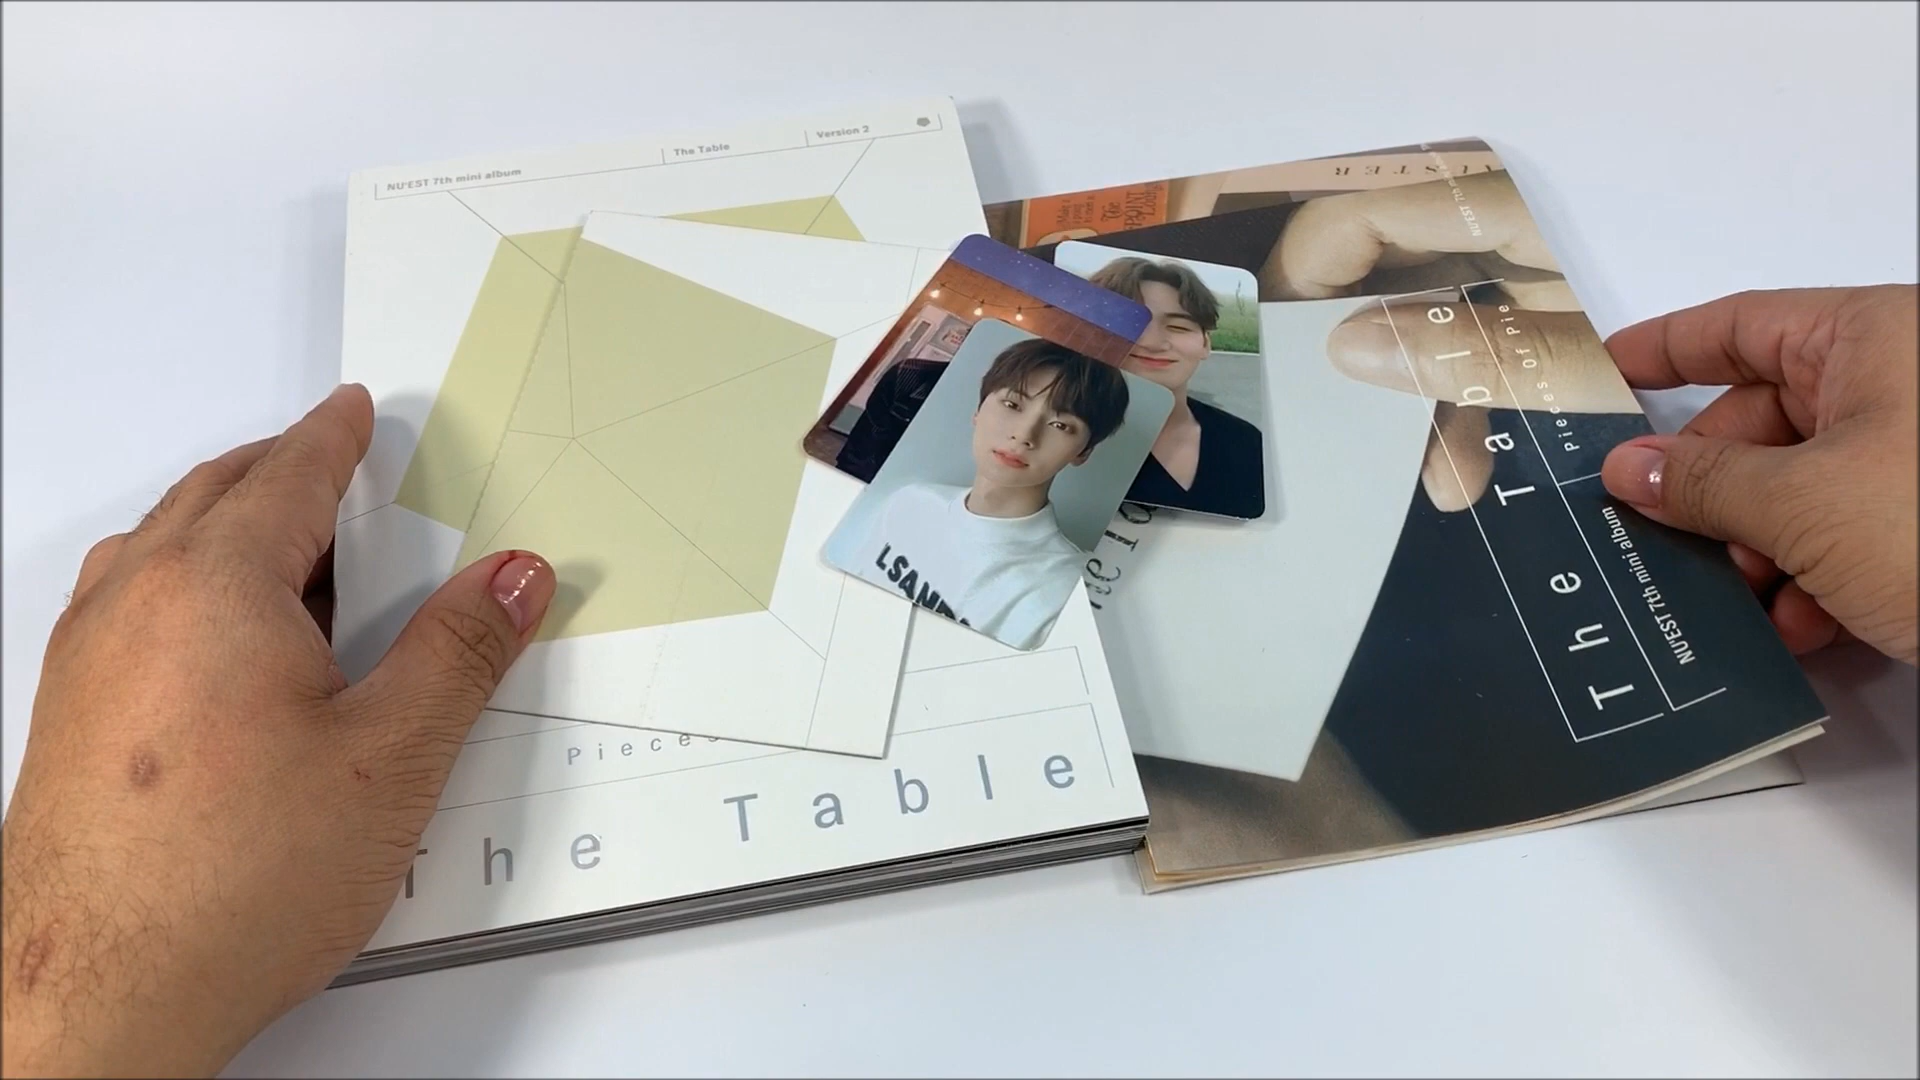 NU'EST 7th mini album
The Table
Version 2
Pieces
The Table
LSAND
The Table
Pieces Of Pie
NU'EST 7th mini album